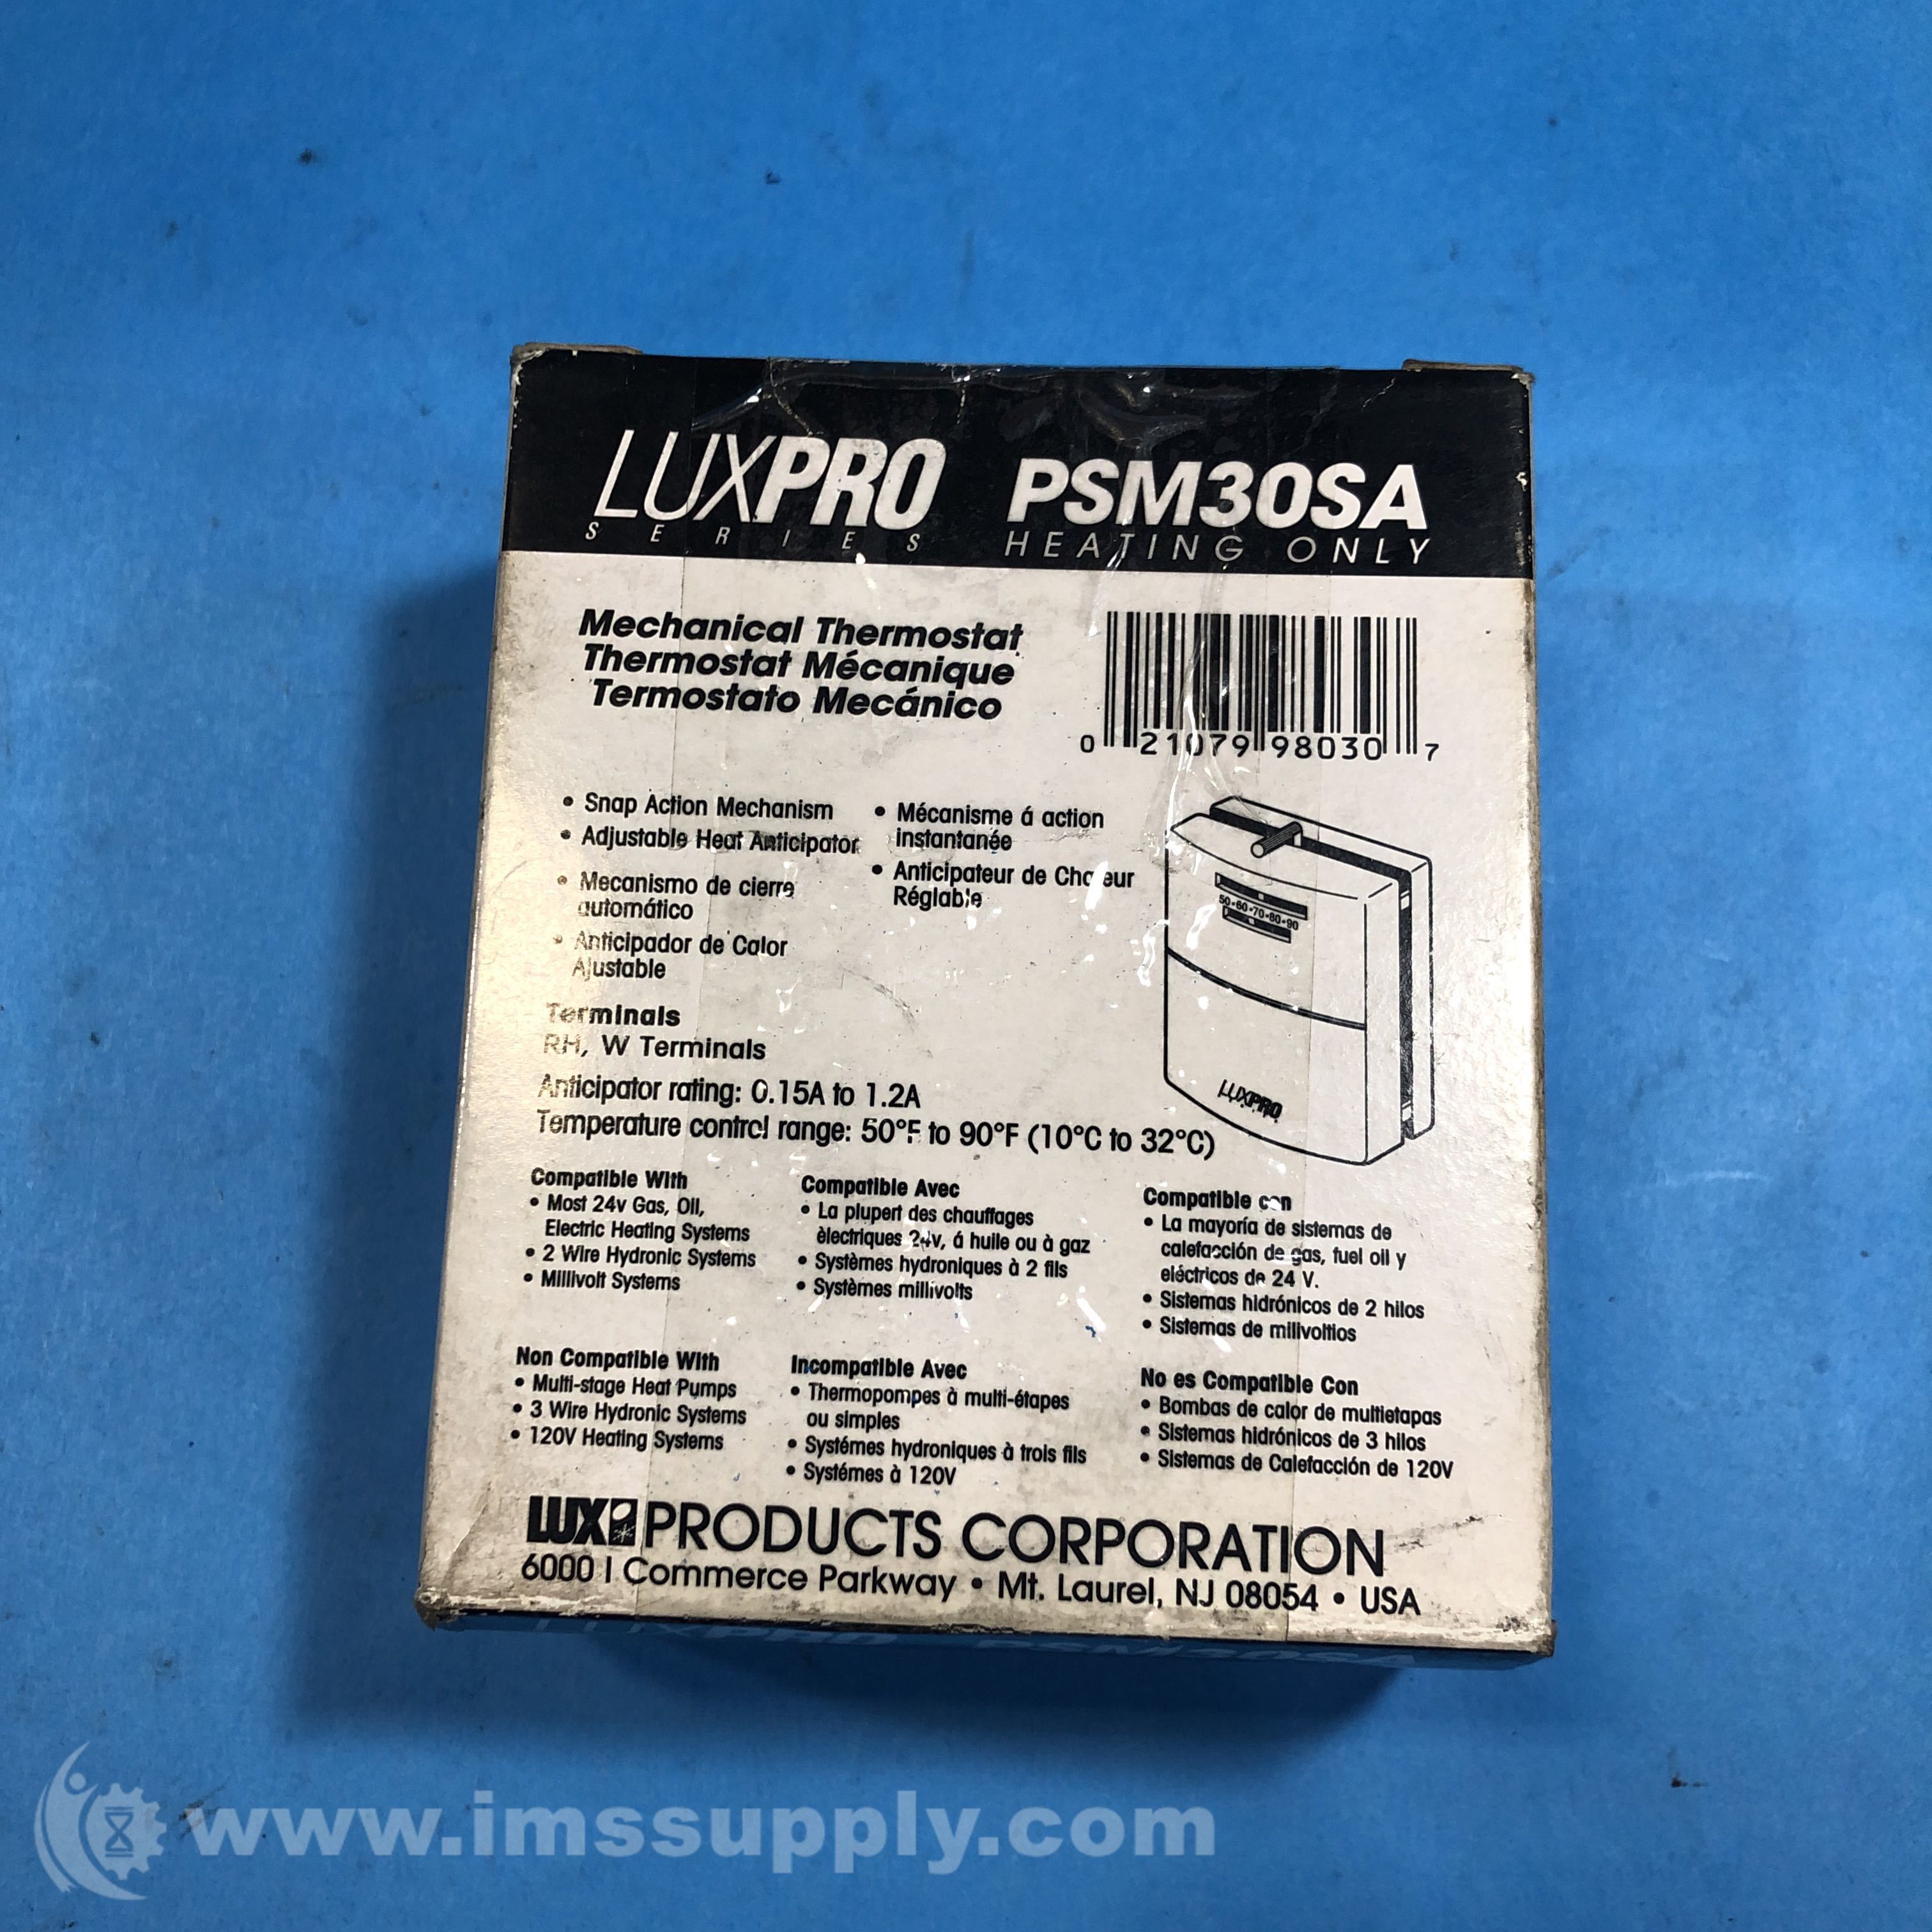 LUXPRO PSM30SA
SERIES HEATING ONLY
Mechanical Thermostat
Thermostat Mécanique
Termostato Mecánico
0 21079 98030 7
• Snap Action Mechanism
• Adjustable Heat Anticipator
• Mecanismo de cierre
automático
• Anticipador de Calor
Ajustable
• Mécanisme á action
instantanée
• Anticipateur de Chaleur
Réglable
50•60•70•80•90
LUXPRO
Terminals
RH, W Terminals
Anticipator rating: 0.15A to 1.2A
Temperature control range: 50°F to 90°F (10°C to 32°C)
Compatible With
• Most 24v Gas, Oil,
Electric Heating Systems
• 2 Wire Hydronic Systems
• Millivolt Systems
Compatible Avec
• La plupert des chauffages
èlectriques 24v, á huile ou à gaz
• Systèmes hydroniques à 2 fils
• Systèmes millivolts
Compatible con
• La mayoría de sistemas de
calefacción de gas, fuel oil y
eléctricos de 24 V.
• Sistemas hidrónicos de 2 hilos
• Sistemas de milivoltios
Non Compatible With
• Multi-stage Heat Pumps
• 3 Wire Hydronic Systems
• 120V Heating Systems
Incompatible Avec
• Thermopompes à multi-étapes
ou simples
• Systémes hydroniques à trois fils
• Systémes à 120V
No es Compatible Con
• Bombas de calor de multietapas
• Sistemas hidrónicos de 3 hilos
• Sistemas de Calefacción de 120V
LUX PRODUCTS CORPORATION
6000 I Commerce Parkway • Mt. Laurel, NJ 08054 • USA
LUXPRO PSM30SA
www.imssupply.com